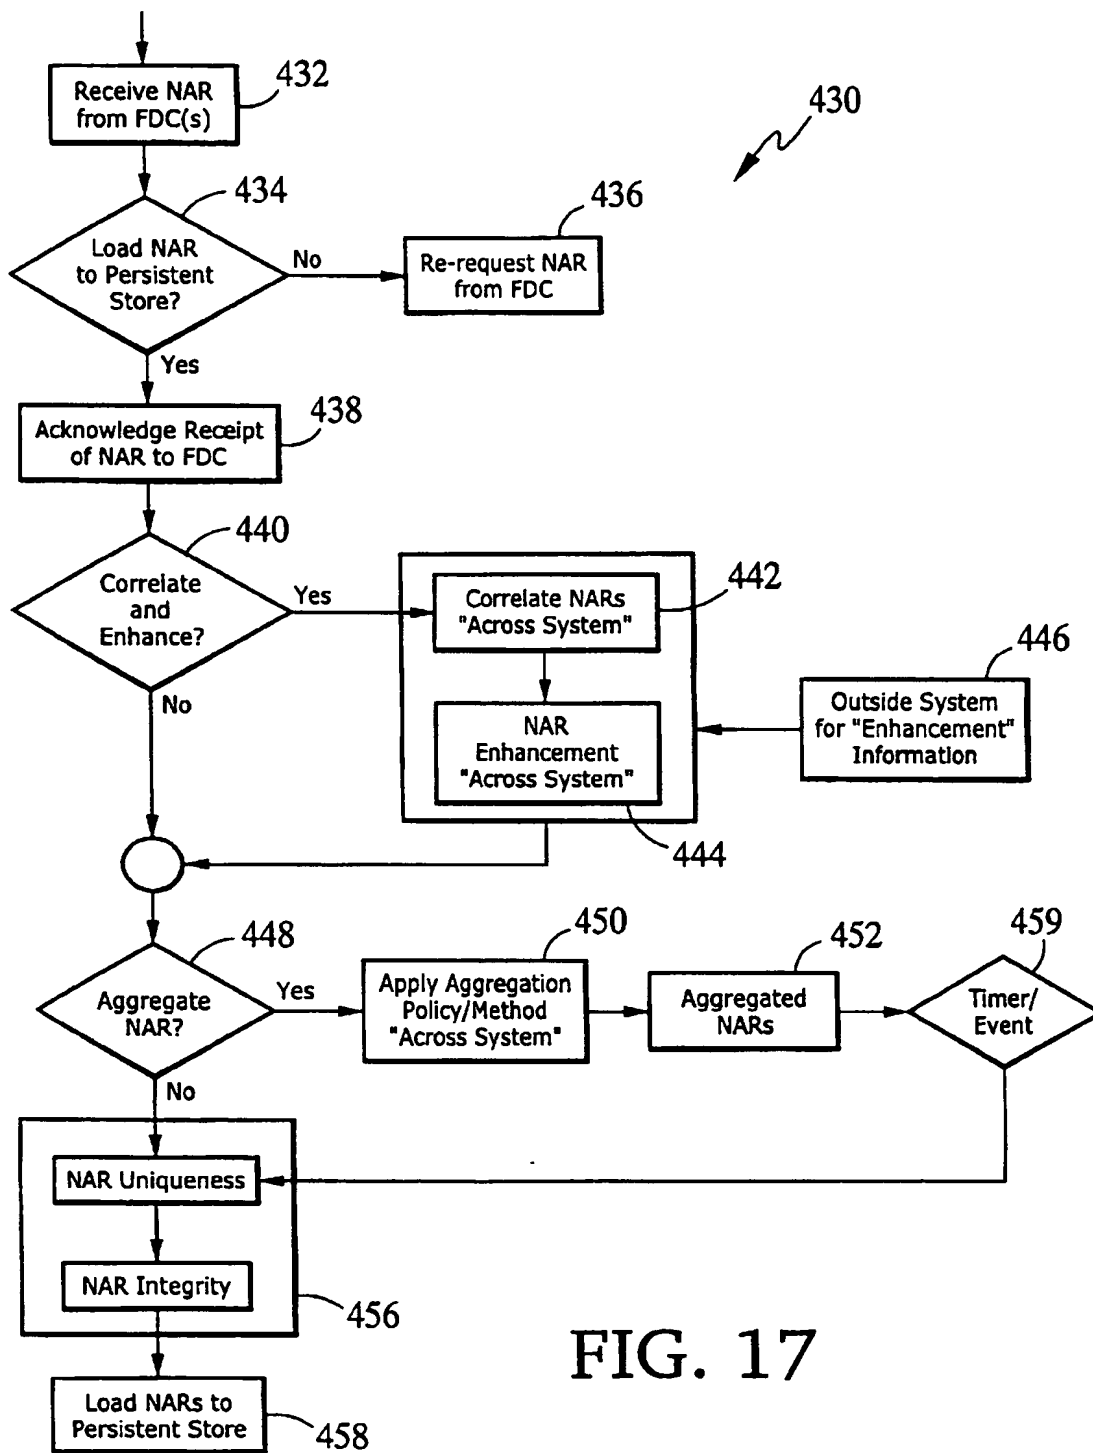 Receive NAR
from FDC(s)
432
430
434
Load NAR
to Persistent
Store?
No
436
Re-request NAR
from FDC
Yes
Acknowledge Receipt
of NAR to FDC
438
440
Correlate
and
Enhance?
Yes
Correlate NARs
"Across System"
442
446
Outside System
for "Enhancement"
Information
No
NAR
Enhancement
"Across System"
444
448
Aggregate
NAR?
Yes
450
Apply Aggregation
Policy/Method
"Across System"
452
Aggregated
NARs
459
Timer/
Event
No
NAR Uniqueness
NAR Integrity
456
Load NARs to
Persistent Store
458
FIG. 17